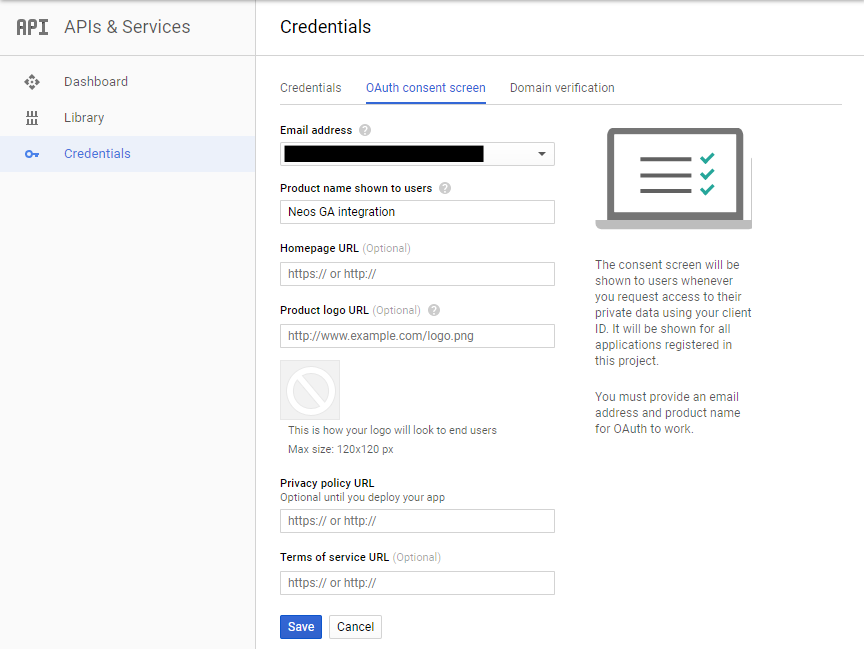 API APIs & Services
Dashboard
Library
Credentials
Credentials
Credentials OAuth consent screen Domain verification
Email address ?
Product name shown to users ?
Neos GA integration
Homepage URL (Optional)
https:// or http://
Product logo URL (Optional) ?
http://www.example.com/logo.png
This is how your logo will look to end users
Max size: 120x120 px
Privacy policy URL
Optional until you deploy your app
https:// or http://
Terms of service URL (Optional)
https:// or http://
Save Cancel
The consent screen will be
shown to users whenever
you request access to their
private data using your client
ID. It will be shown for all
applications registered in
this project.
You must provide an email
address and product name
for OAuth to work.